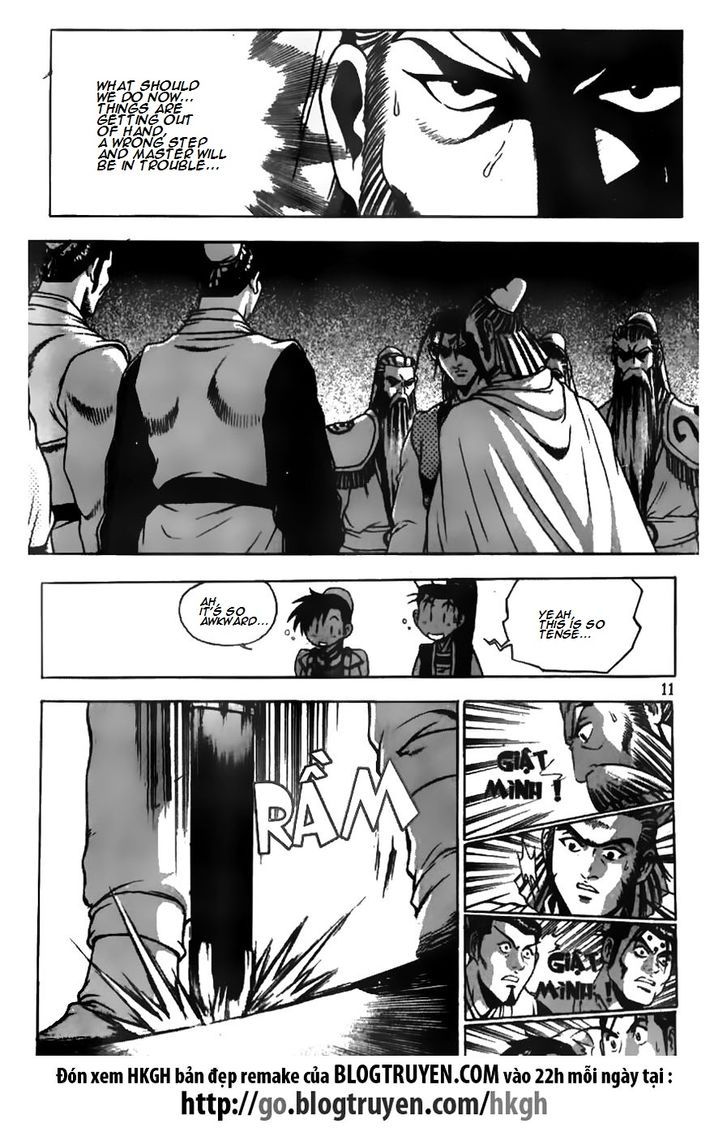 WHAT SHOULD
WE DO NOW...
THINGS ARE
GETTING OUT
OF HAND,
A WRONG STEP
AND MASTER WILL
BE IN TROUBLE...
AH,
IT'S SO
AWKWARD...
YEAH,
THIS IS SO
TENSE...
11
RẦM
GIẬT
MÌNH !
GIẬT
MÌNH !
Đón xem HKGH bản đẹp remake của BLOGTRUYEN.COM vào 22h mỗi ngày tại :
http://go.blogtruyen.com/hkgh